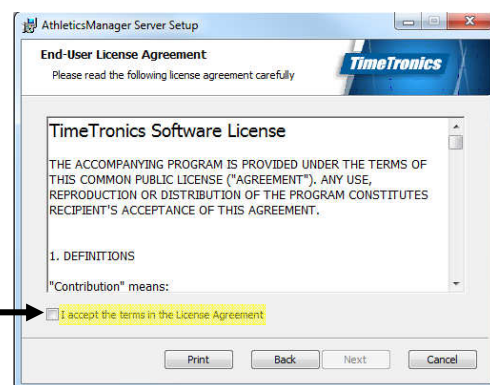 AthleticsManager Server Setup
End-User License Agreement
Please read the following license agreement carefully
TimeTronics
TimeTronics Software License
THE ACCOMPANYING PROGRAM IS PROVIDED UNDER THE TERMS OF
THIS COMMON PUBLIC LICENSE ("AGREEMENT"). ANY USE,
REPRODUCTION OR DISTRIBUTION OF THE PROGRAM CONSTITUTES
RECIPIENT'S ACCEPTANCE OF THIS AGREEMENT.
1. DEFINITIONS
"Contribution" means:
I accept the terms in the License Agreement
Print Back Next Cancel